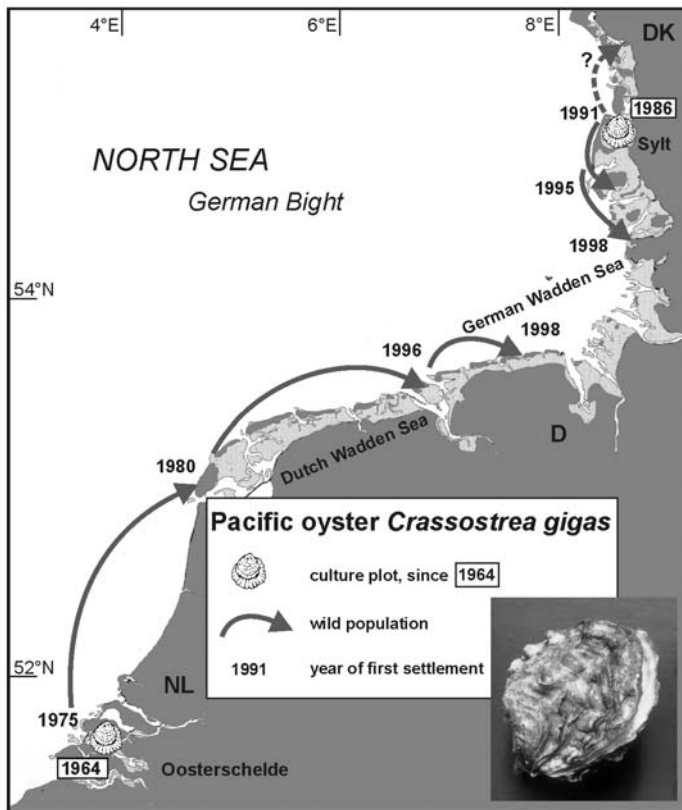 4°E
6°E
8°E
DK
?
1991
1986
Sylt
NORTH SEA
German Bight
1995
1998
54°N
German Wadden Sea
1998
1996
D
Dutch Wadden Sea
1980
Pacific oyster Crassostrea gigas
culture plot, since 1964
wild population
1991 year of first settlement
52°N
NL
1975
1964
Oosterschelde